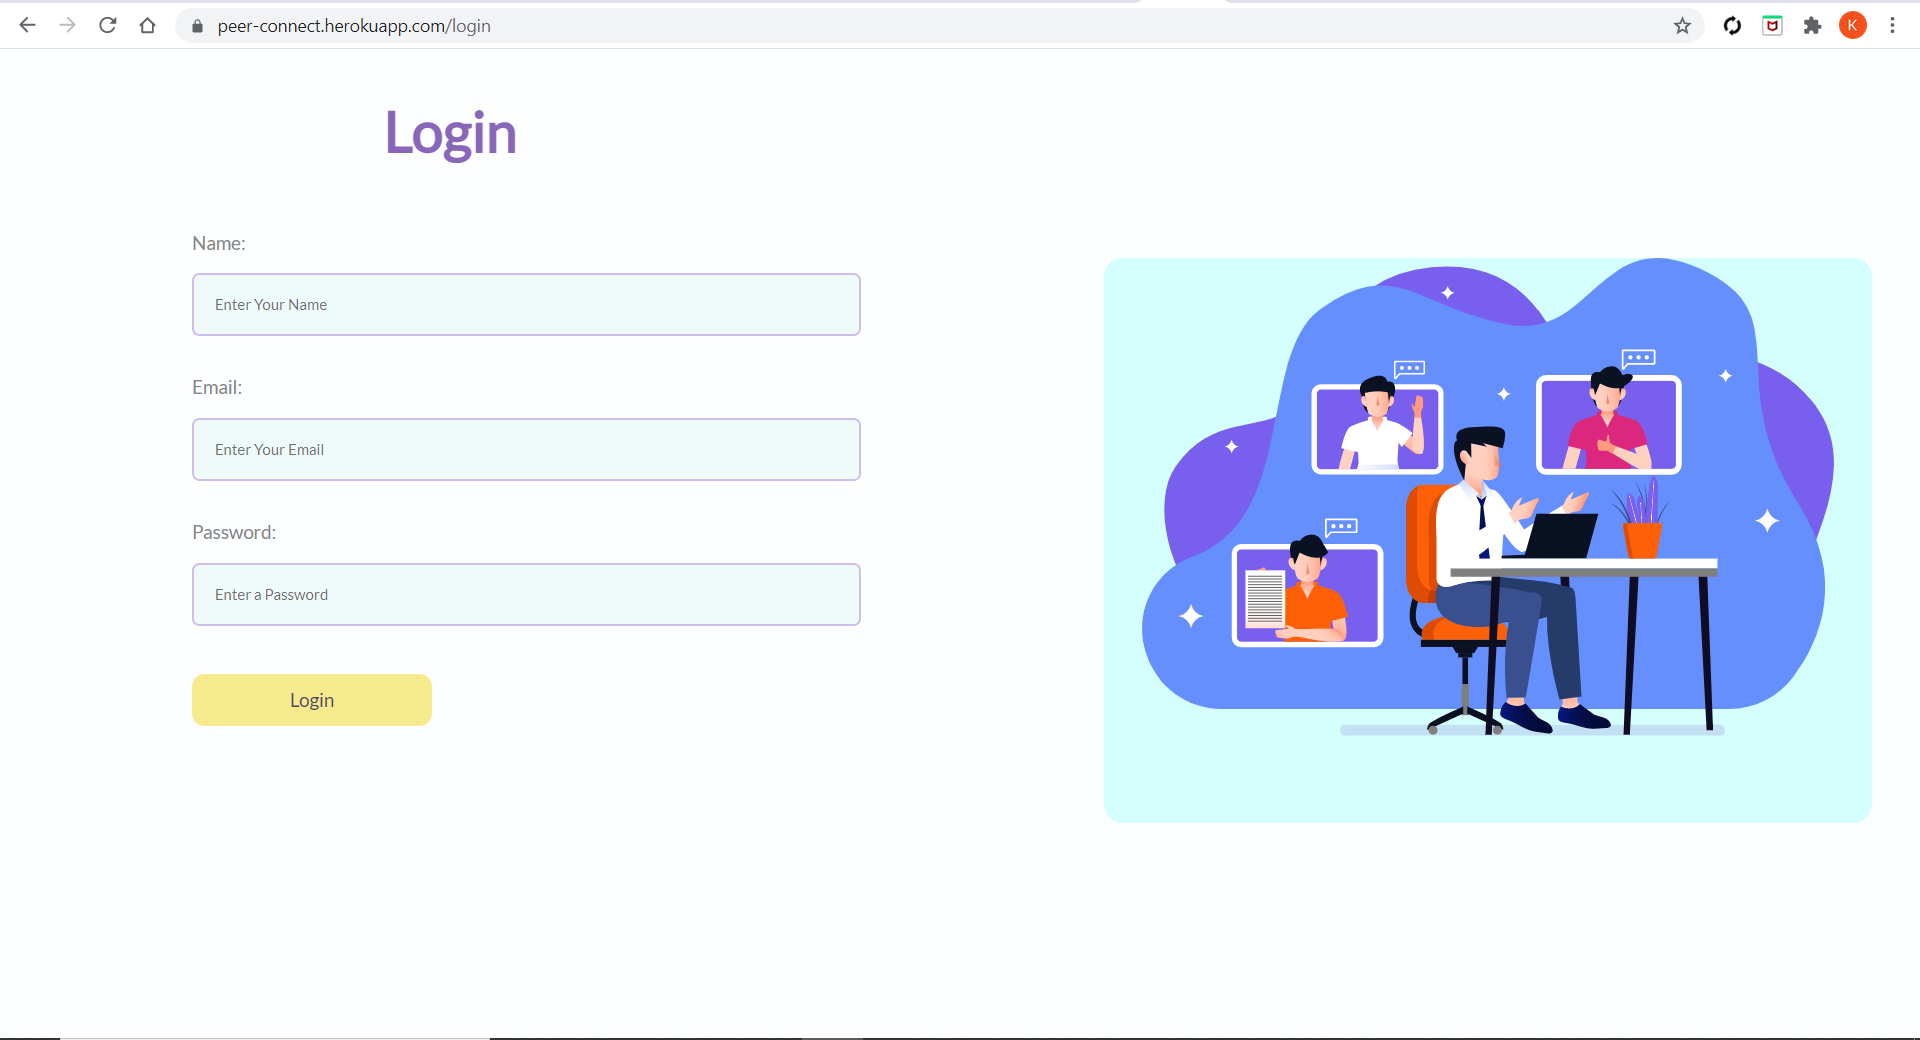 peer-connect.herokuapp.com/login
K
Login
Name:
Enter Your Name
Email:
Enter Your Email
Password:
Enter a Password
Login